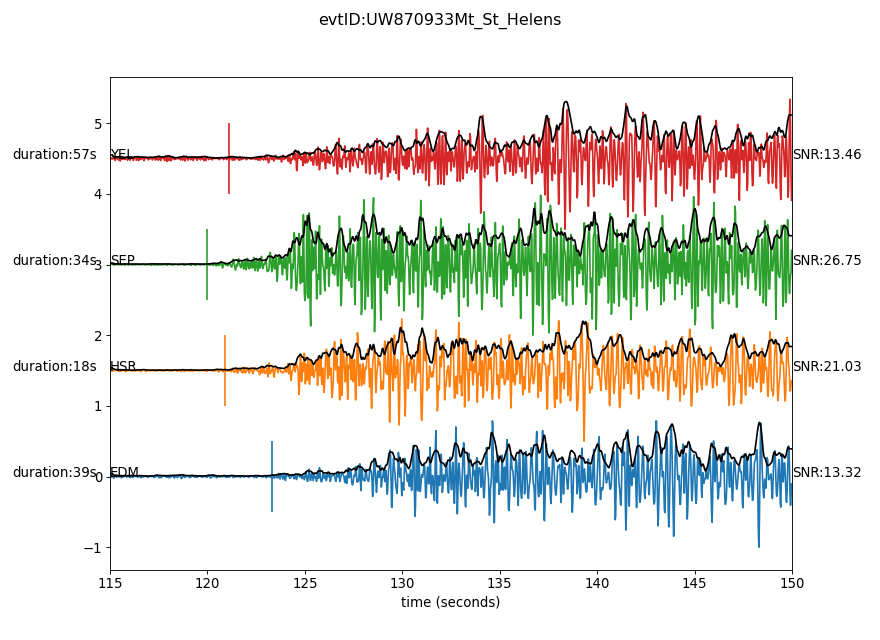 evtID:UW870933Mt_St_Helens
5
duration:57s YEL SNR:13.46
4
duration:34s 3 SEP SNR:26.75
2
duration:18s HSR SNR:21.03
1
duration:39s 0 EDM SNR:13.32
−1
115 120 125 130 135 140 145 150
time (seconds)